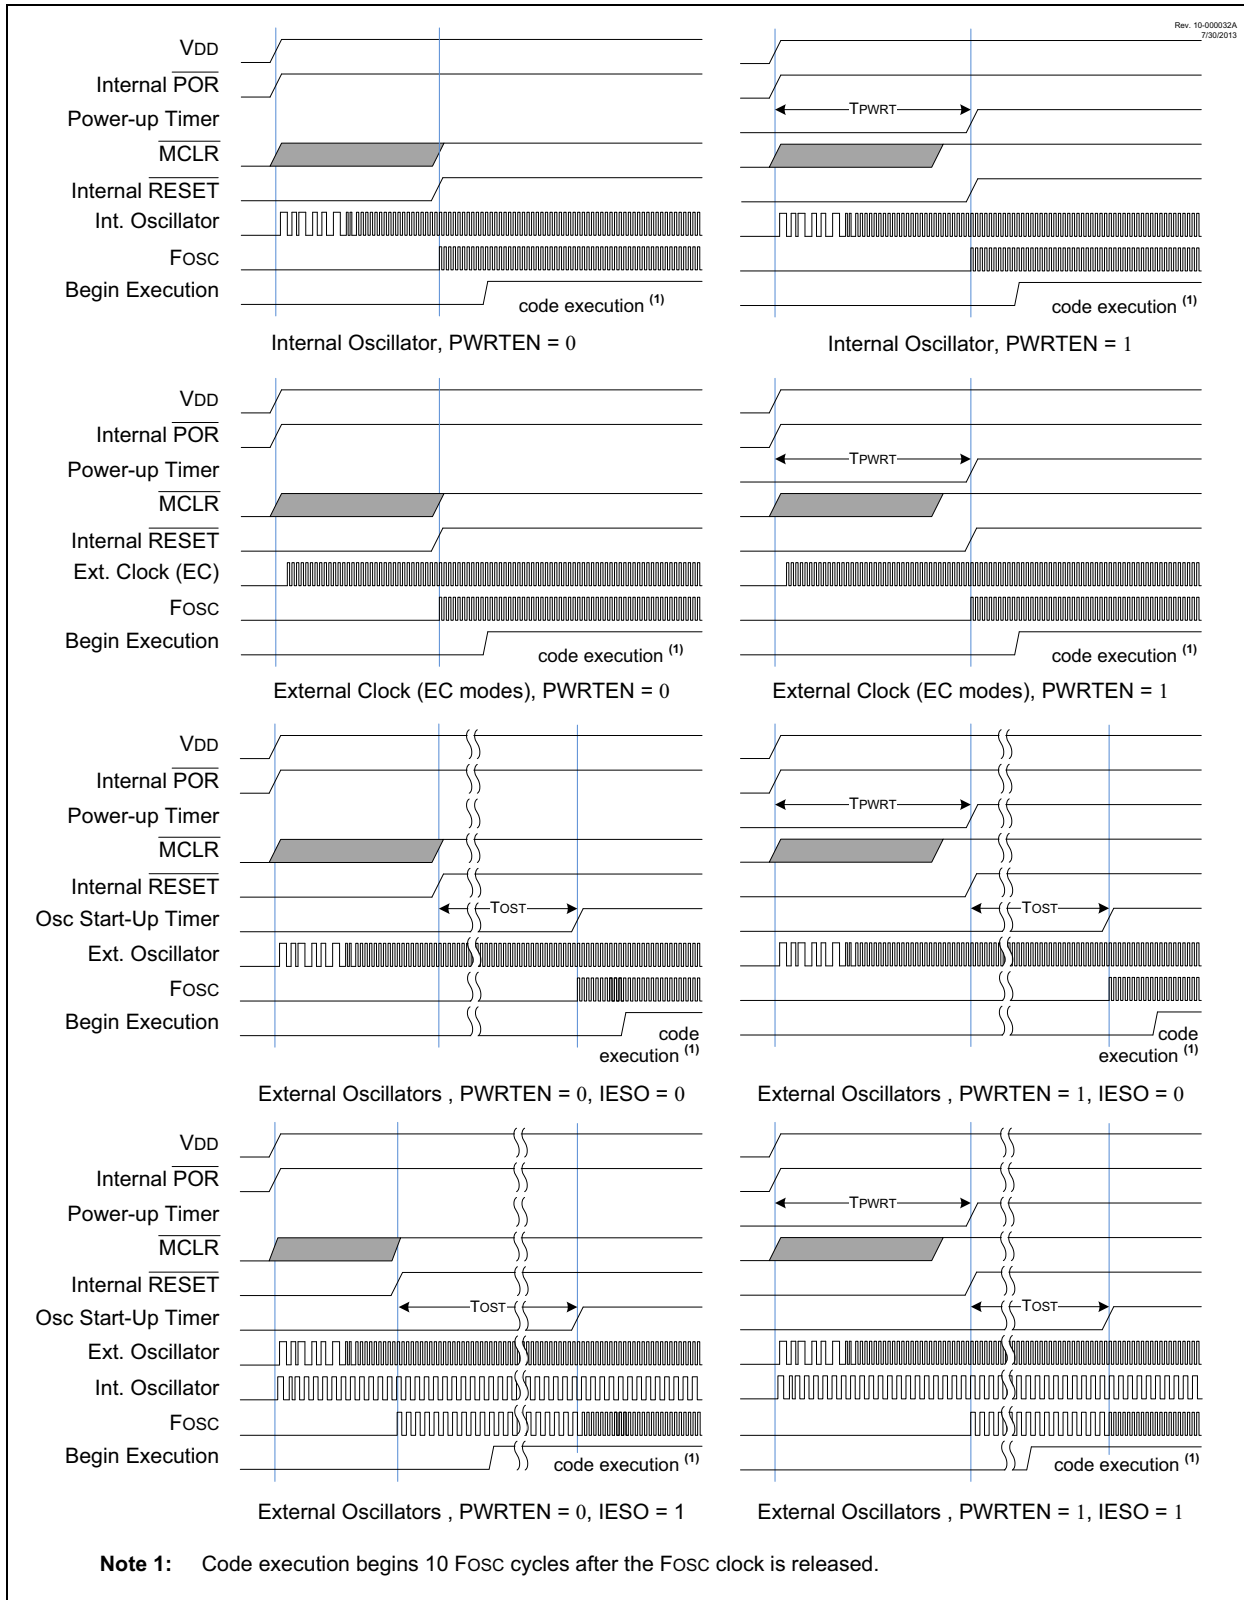 Rev. 10-000032A
7/30/2013
VDD
Internal POR
Power-up Timer
MCLR
Internal RESET
Int. Oscillator
FOSC
Begin Execution
code execution (1)
Internal Oscillator, PWRTEN = 0
TPWRT
code execution (1)
Internal Oscillator, PWRTEN = 1
VDD
Internal POR
Power-up Timer
MCLR
Internal RESET
Ext. Clock (EC)
FOSC
Begin Execution
code execution (1)
External Clock (EC modes), PWRTEN = 0
TPWRT
code execution (1)
External Clock (EC modes), PWRTEN = 1
VDD
Internal POR
Power-up Timer
MCLR
Internal RESET
Osc Start-Up Timer
TOST
Ext. Oscillator
FOSC
Begin Execution
code
execution (1)
External Oscillators , PWRTEN = 0, IESO = 0
TPWRT
TOST
code
execution (1)
External Oscillators , PWRTEN = 1, IESO = 0
VDD
Internal POR
Power-up Timer
MCLR
Internal RESET
Osc Start-Up Timer
TOST
Ext. Oscillator
Int. Oscillator
FOSC
Begin Execution
code execution (1)
External Oscillators , PWRTEN = 0, IESO = 1
TPWRT
TOST
code execution (1)
External Oscillators , PWRTEN = 1, IESO = 1
Note 1: Code execution begins 10 FOSC cycles after the FOSC clock is released.